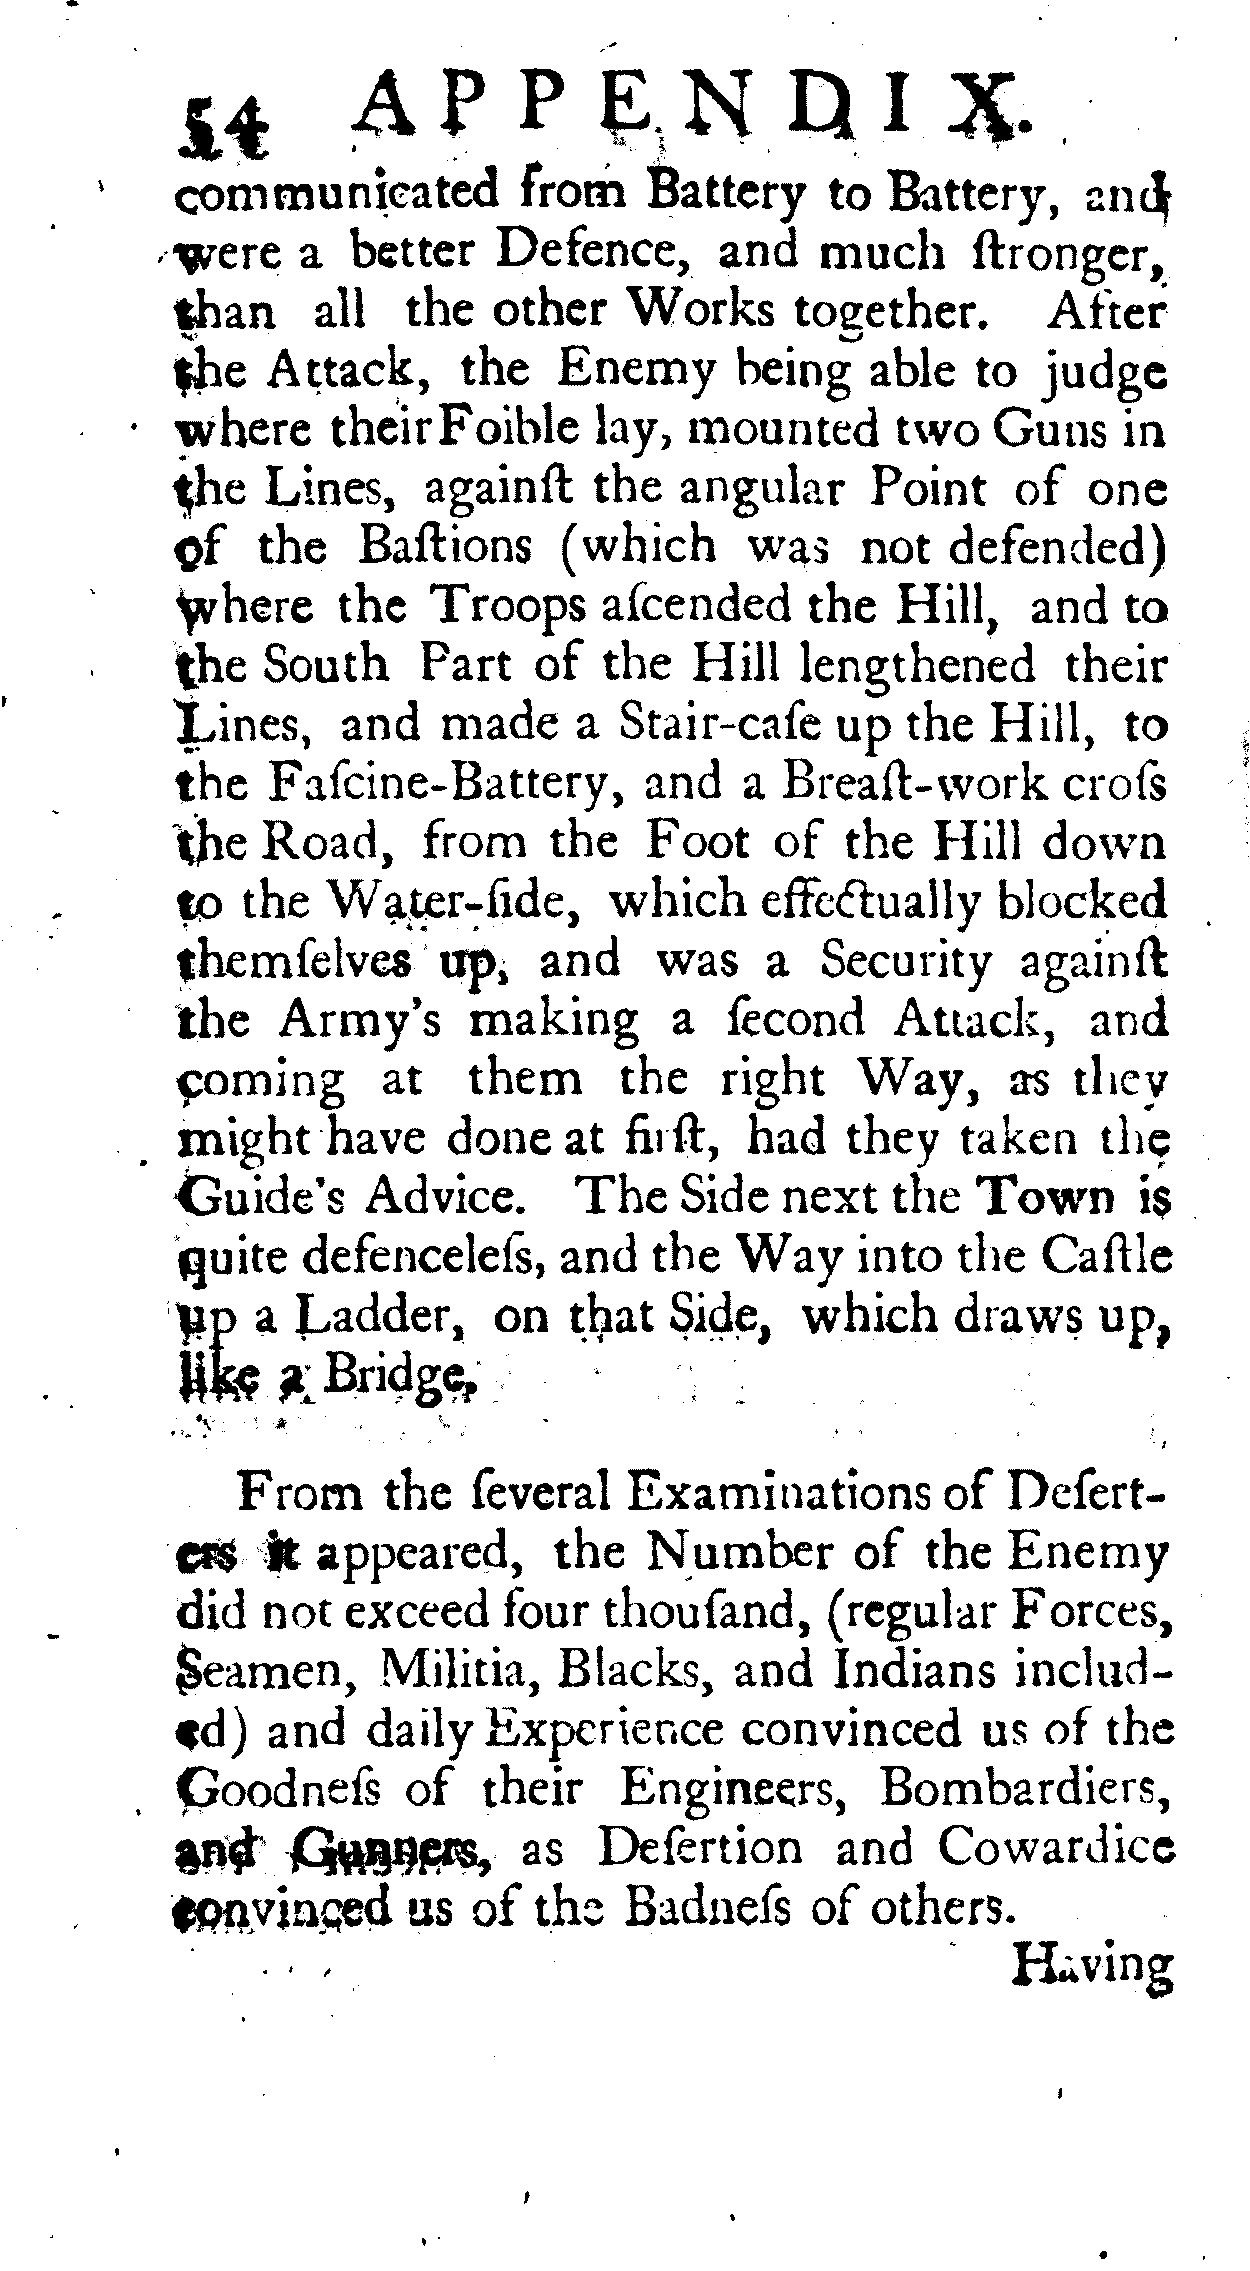 54 APPENDIX.
communicated from Battery to Battery, and
were a better Defence, and much ſtronger,
than all the other Works together. After
the Attack, the Enemy being able to judge
where their Foible lay, mounted two Guns in
the Lines, againſt the angular Point of one
of the Baſtions (which was not defended)
where the Troops aſcended the Hill, and to
the South Part of the Hill lengthened their
Lines, and made a Stair-caſe up the Hill, to
the Faſcine-Battery, and a Breaſt-work croſs
the Road, from the Foot of the Hill down
to the Water-ſide, which effectually blocked
themſelves up, and was a Security againſt
the Army's making a ſecond Attack, and
coming at them the right Way, as they
might have done at firſt, had they taken the
Guide's Advice. The Side next the Town is
quite defenceleſs, and the Way into the Caſtle
up a Ladder, on that Side, which draws up,
like a Bridge.
From the ſeveral Examinations of Deſert-
ers it appeared, the Number of the Enemy
did not exceed four thouſand, (regular Forces,
Seamen, Militia, Blacks, and Indians includ-
ed) and daily Experience convinced us of the
Goodneſs of their Engineers, Bombardiers,
and Gunners, as Deſertion and Cowardice
convinced us of the Badneſs of others.
Having